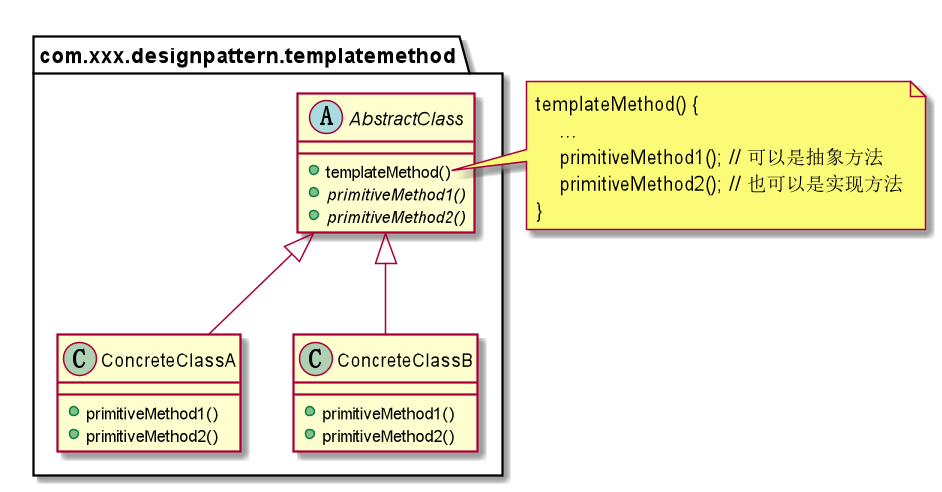 com.xxx.designpattern.templatemethod
A AbstractClass
templateMethod()
primitiveMethod1()
primitiveMethod2()
templateMethod() {
...
primitiveMethod1(); // 可以是抽象方法
primitiveMethod2(); // 也可以是实现方法
}
C ConcreteClassA
primitiveMethod1()
primitiveMethod2()
C ConcreteClassB
primitiveMethod1()
primitiveMethod2()